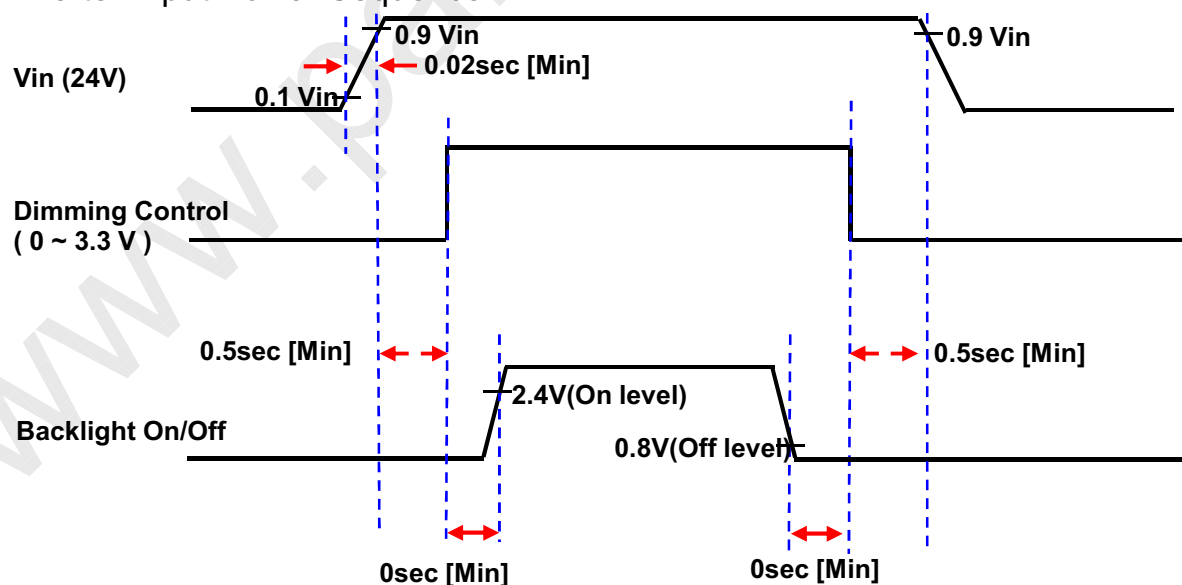 0.9 Vin
0.9 Vin
0.02sec [Min]
Vin (24V)
0.1 Vin
Dimming Control
( 0 ~ 3.3 V )
0.5sec [Min]
0.5sec [Min]
2.4V(On level)
Backlight On/Off
0.8V(Off level)
0sec [Min]
0sec [Min]